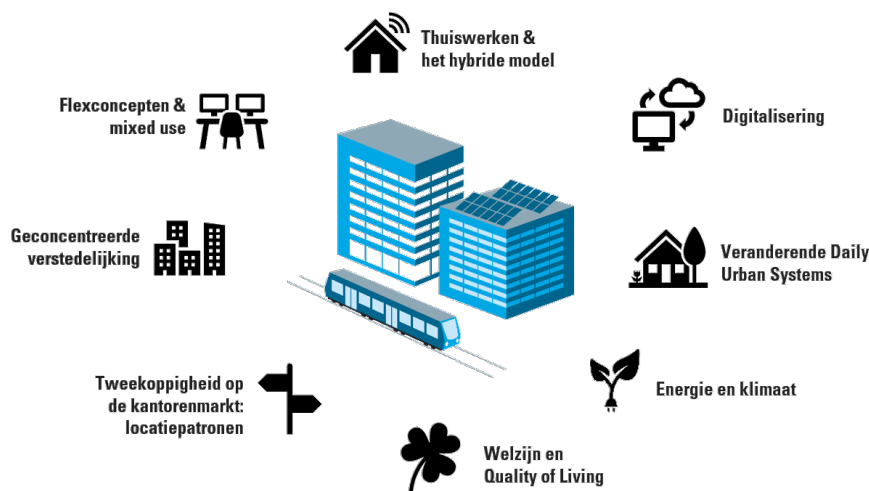 Thuiswerken &
het hybride model
Flexconcepten &
mixed use
Digitalisering
Geconcentreerde
verstedelijking
Veranderende Daily
Urban Systems
Tweekoppigheid op
de kantorenmarkt:
locatiepatronen
Energie en klimaat
Welzijn en
Quality of Living